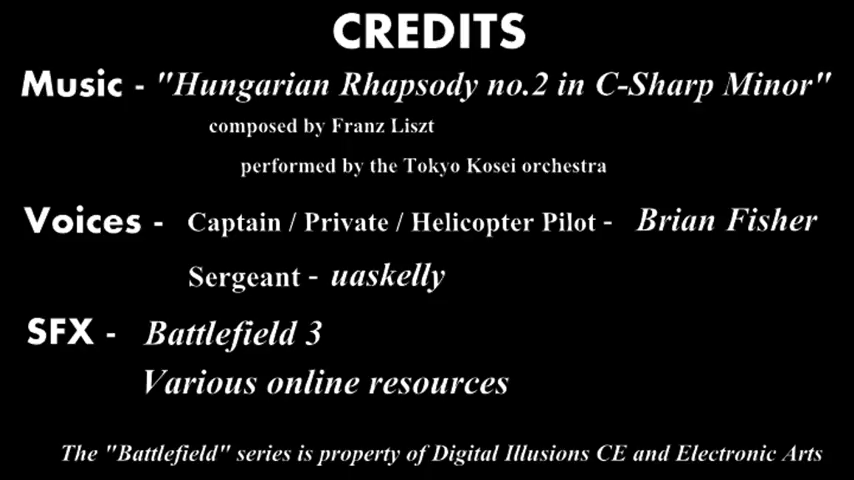 CREDITS
Music - "Hungarian Rhapsody no.2 in C-Sharp Minor"
composed by Franz Liszt
performed by the Tokyo Kosei orchestra
Voices - Captain / Private / Helicopter Pilot - Brian Fisher
Sergeant - uaskelly
SFX - Battlefield 3
Various online resources
The "Battlefield" series is property of Digital Illusions CE and Electronic Arts